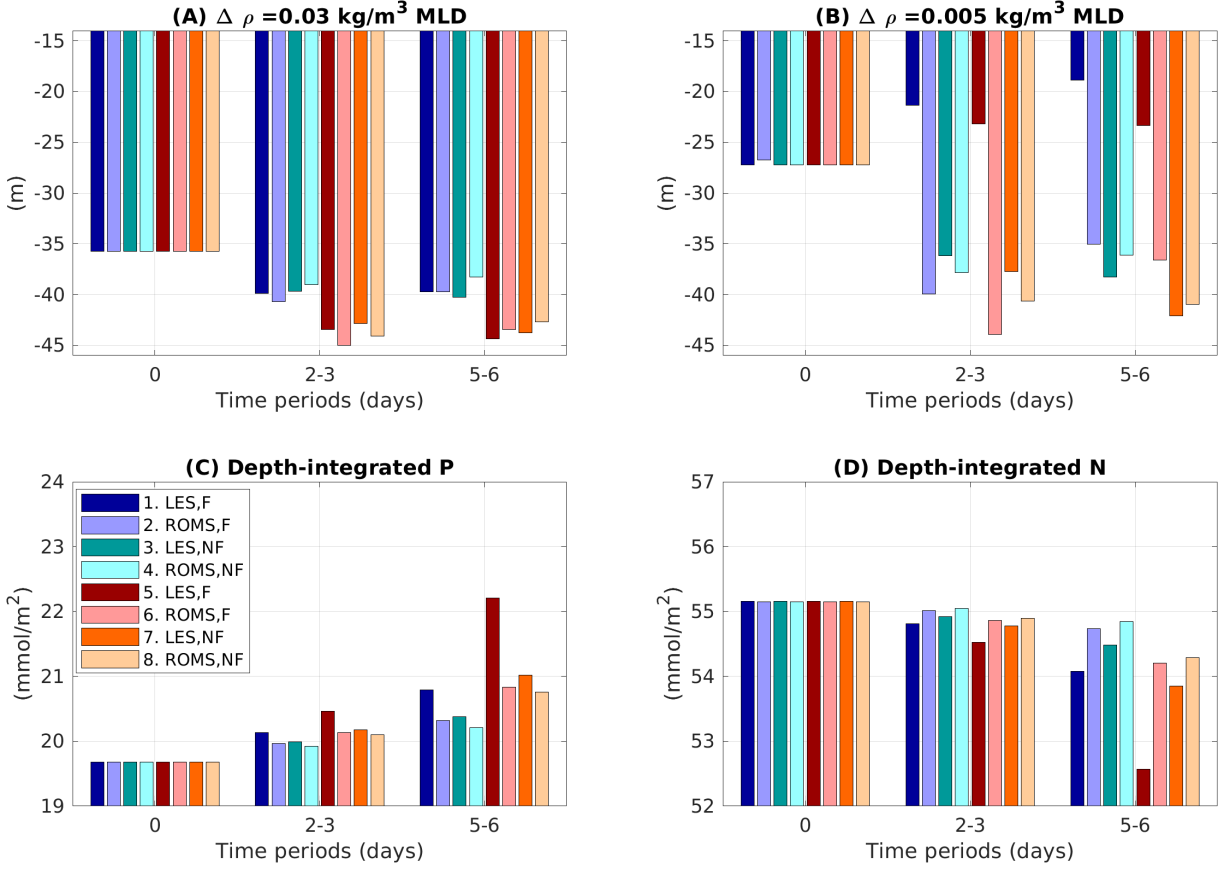 (A) Δ ρ =0.03 kg/m³ MLD
-15
-20
-25
-30
-35
-40
-45
(m)
0
2-3
5-6
Time periods (days)
(B) Δ ρ =0.005 kg/m³ MLD
-15
-20
-25
-30
-35
-40
-45
(m)
0
2-3
5-6
Time periods (days)
(C) Depth-integrated P
24
23
22
21
20
19
(mmol/m²)
1. LES,F
2. ROMS,F
3. LES,NF
4. ROMS,NF
5. LES,F
6. ROMS,F
7. LES,NF
8. ROMS,NF
0
2-3
5-6
Time periods (days)
(D) Depth-integrated N
57
56
55
54
53
52
(mmol/m²)
0
2-3
5-6
Time periods (days)